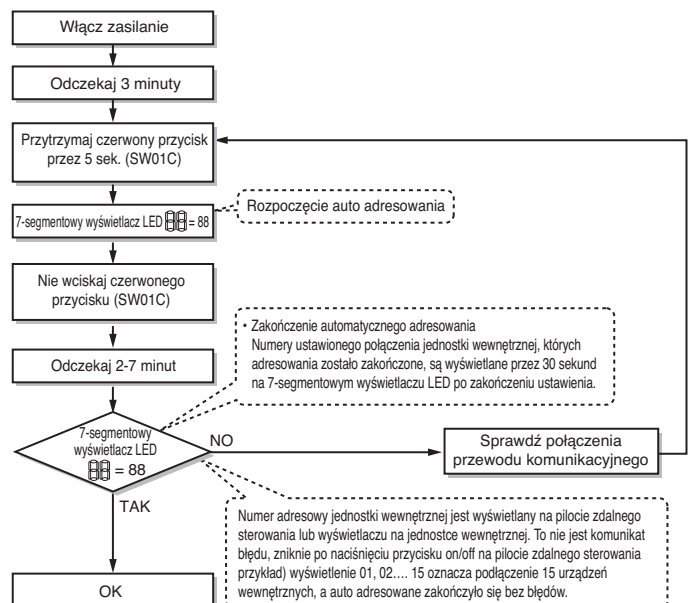 Włącz zasilanie
Odczekaj 3 minuty
Przytrzymaj czerwony przycisk
przez 5 sek. (SW01C)
7-segmentowy wyświetlacz LED 88 = 88
Rozpoczęcie auto adresowania
Nie wciskaj czerwonego
przycisku (SW01C)
• Zakończenie automatycznego adresowania
Numery ustawionego połączenia jednostki wewnętrznej, których
adresowania zostało zakończone, są wyświetlane przez 30 sekund
na 7-segmentowym wyświetlaczu LED po zakończeniu ustawienia.
Odczekaj 2-7 minut
7-segmentowy
wyświetlacz LED
88 = 88
NO
Sprawdź połączenia
przewodu komunikacyjnego
TAK
Numer adresowy jednostki wewnętrznej jest wyświetlany na pilocie zdalnego
sterowania lub wyświetlaczu na jednostce wewnętrznej. To nie jest komunikat
błędu, zniknie po naciśnięciu przycisku on/off na pilocie zdalnego sterowania
przykład) wyświetlenie 01, 02.... 15 oznacza podłączenie 15 urządzeń
wewnętrznych, a auto adresowane zakończyło się bez błędów.
OK